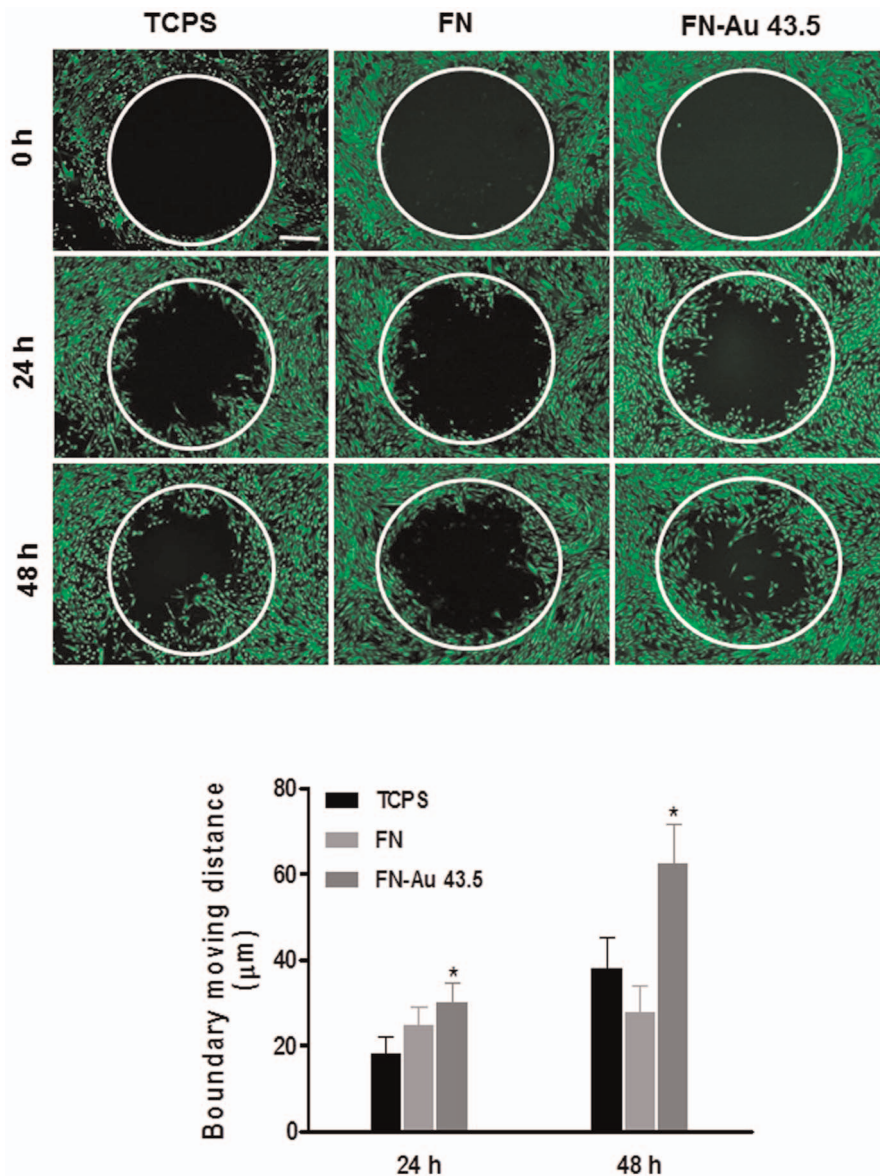 TCPS FN FN-Au 43.5
0 h
24 h
48 h
Boundary moving distance
(μm)
80
60
40
20
0
TCPS
FN
FN-Au 43.5
*
*
24 h 48 h